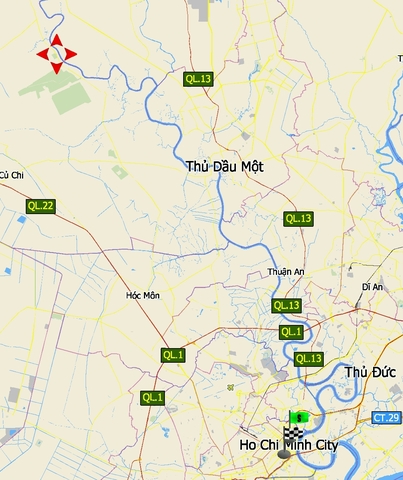 QL.13
Thủ Dầu Một
Củ Chi
QL.22
QL.13
Thuận An
Dĩ An
Hóc Môn
QL.13
QL.1
QL.1
QL.13
Thủ Đức
QL.1
CT.29
Ho Chi Minh City